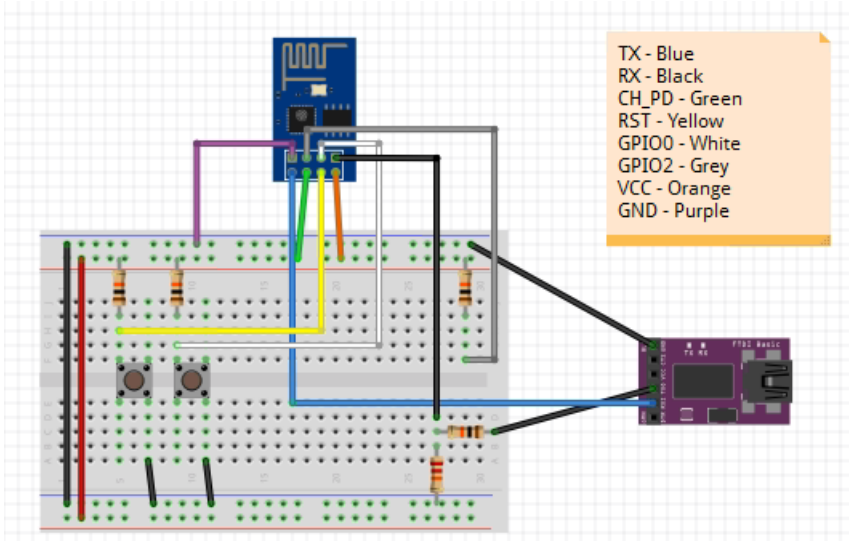 TX - Blue
RX - Black
CH_PD - Green
RST - Yellow
GPIO0 - White
GPIO2 - Grey
VCC - Orange
GND - Purple
FTDI Basic
TX RX